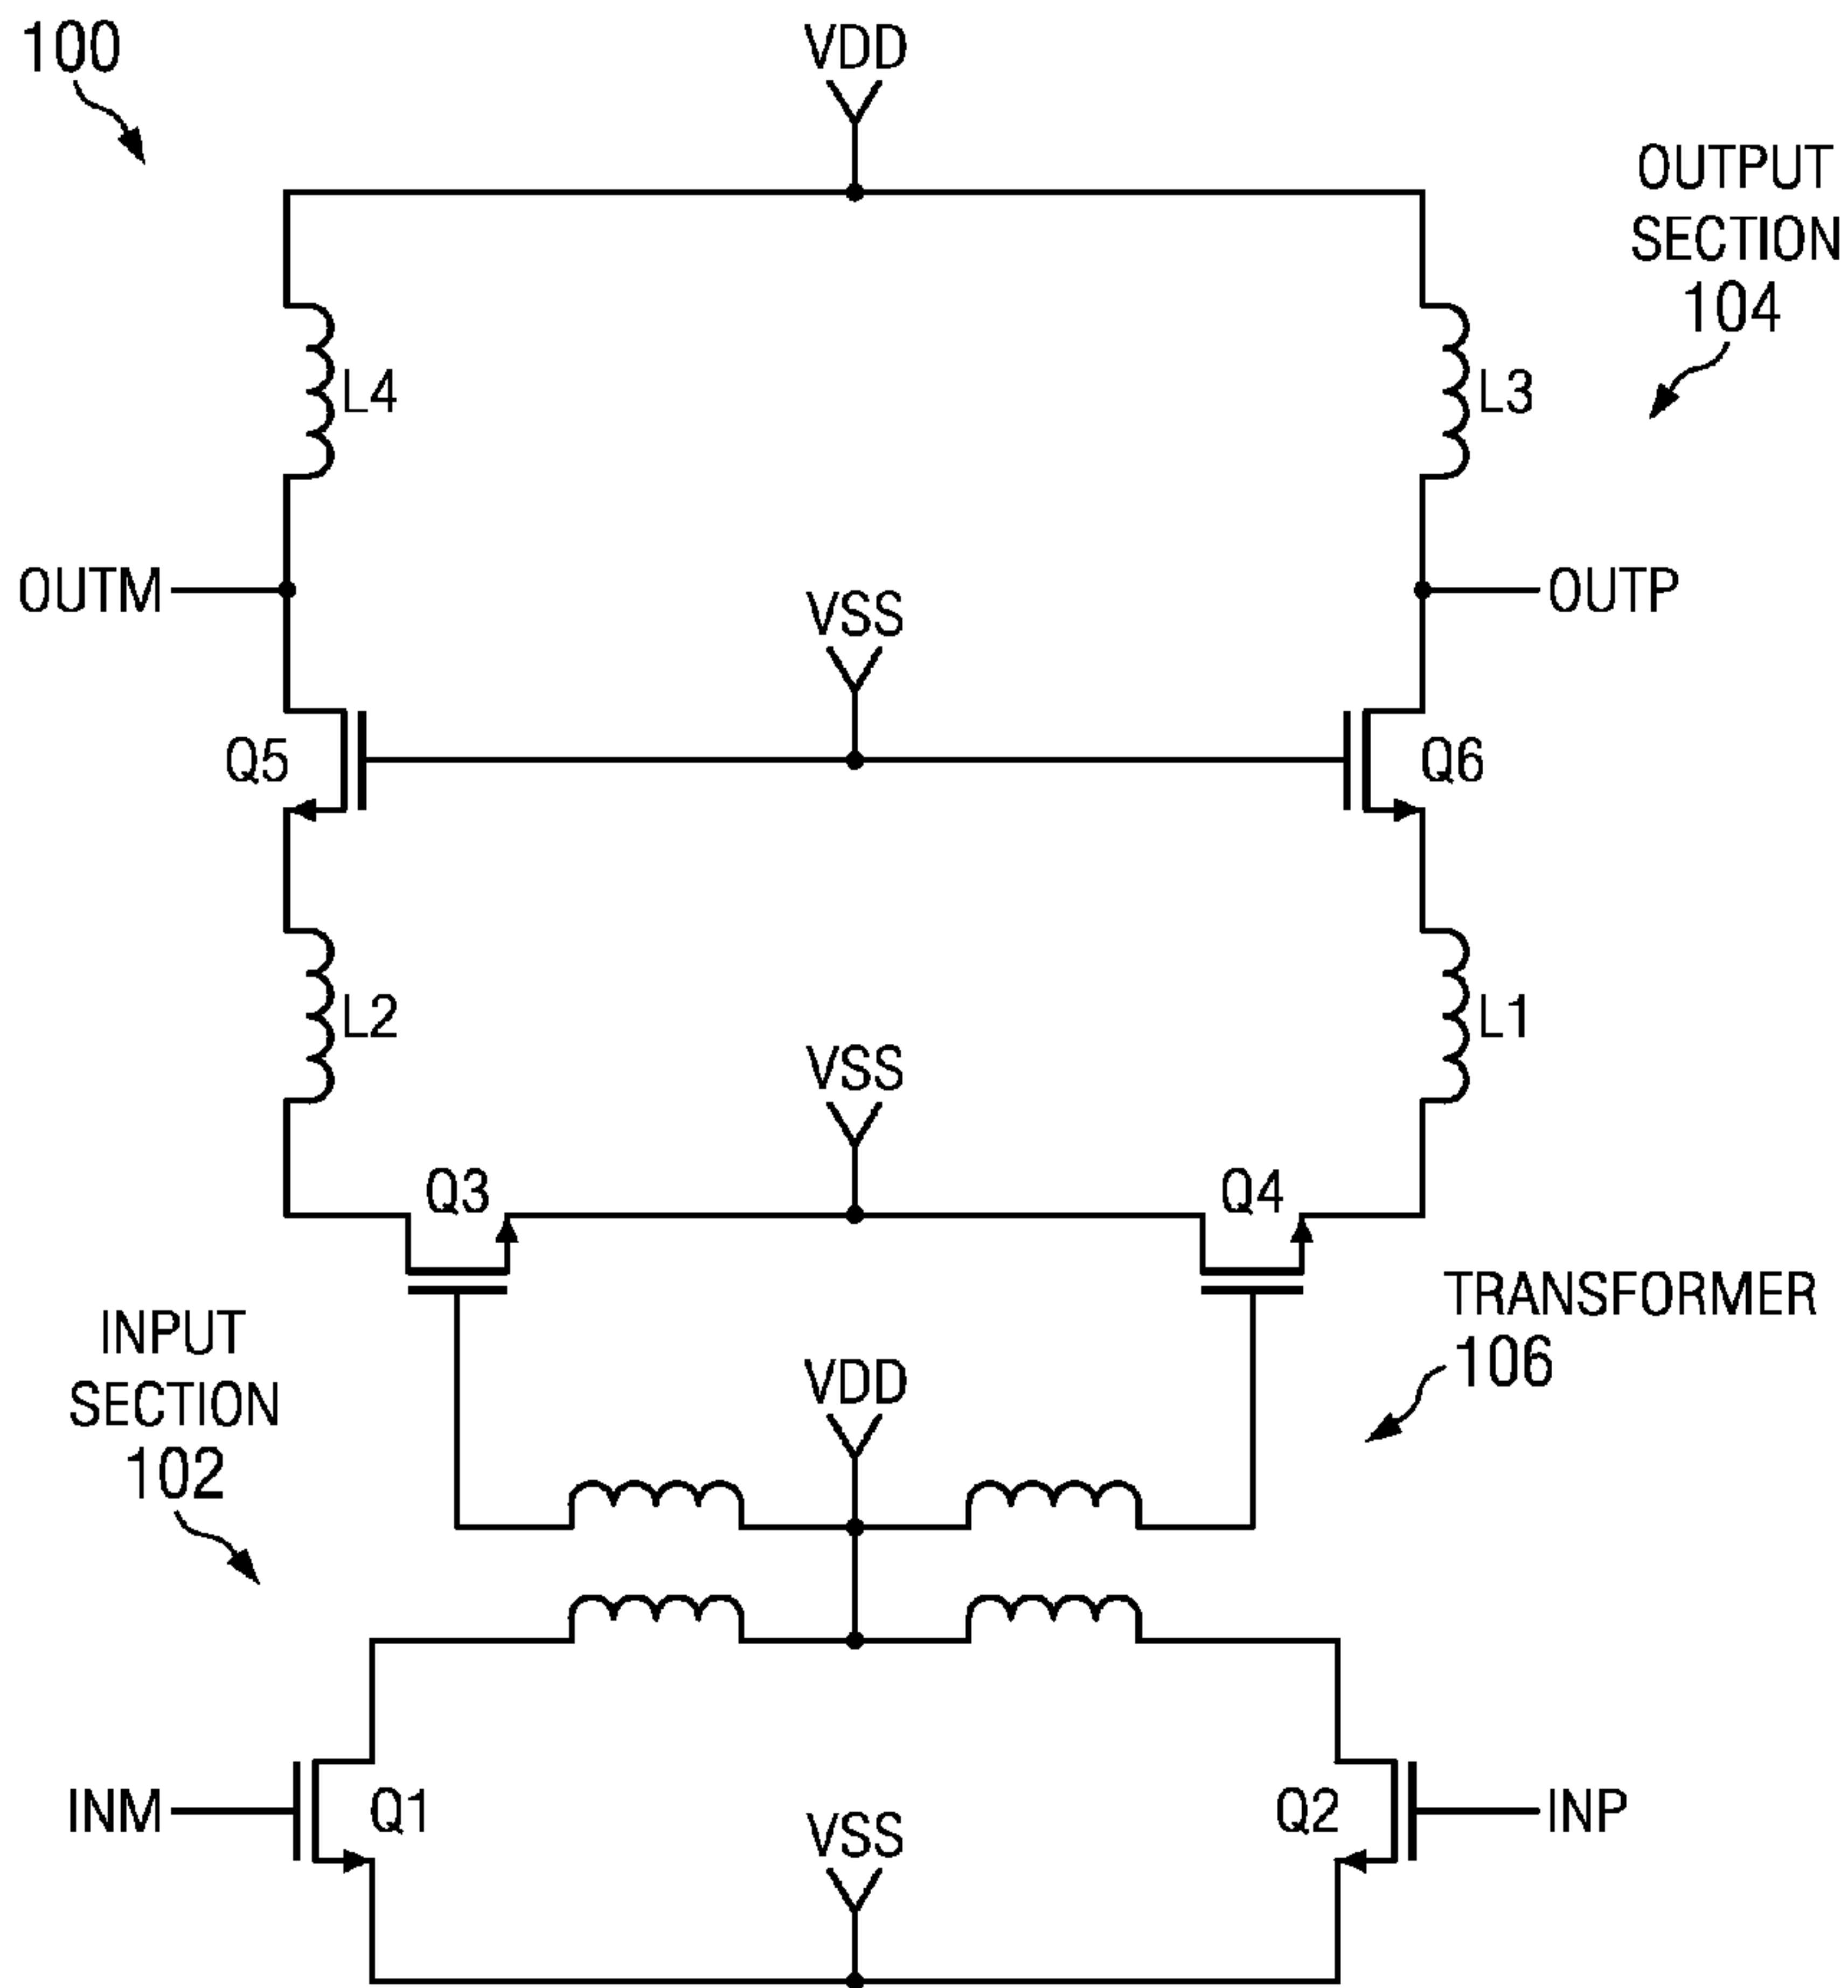 100
VDD
OUTPUT
SECTION
104
L4
L3
OUTM
VSS
OUTP
Q5
Q6
L2
L1
VSS
Q3
Q4
INPUT
SECTION
102
VDD
TRANSFORMER
106
INM
Q1
VSS
Q2
INP